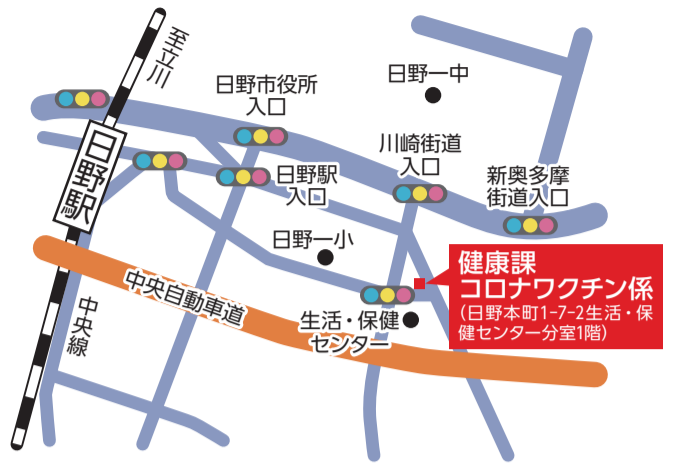 至立川
日野市役所
入口
日野一中
川崎街道
入口
新奥多摩
街道入口
日野駅
日野駅
入口
日野一小
健康課
コロナワクチン係
（日野本町1-7-2生活・保
健センター分室1階）
中央自動車道
中央線
生活・保健
センター